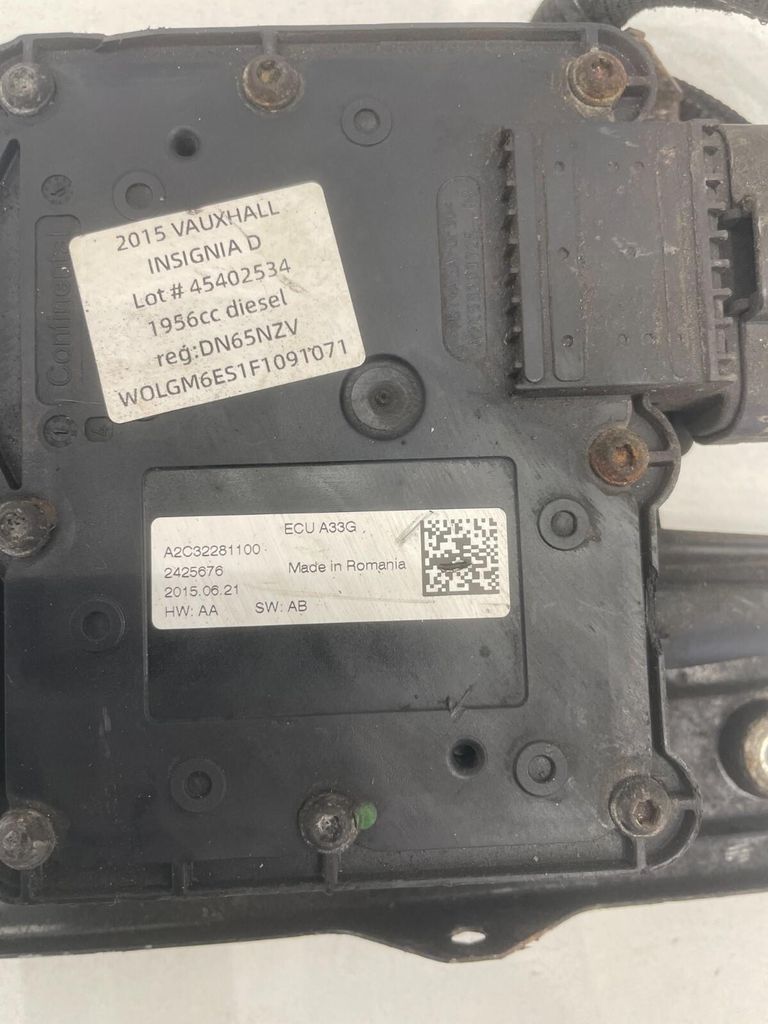 2015 VAUXHALL
INSIGNIA D
Lot # 45402534
1956cc diesel
reg:DN65NZV
WOLGM6ES1F1091071
Continental
ECU A33G
A2C32281100
2425676
Made in Romania
2015.06.21
HW: AA SW: AB